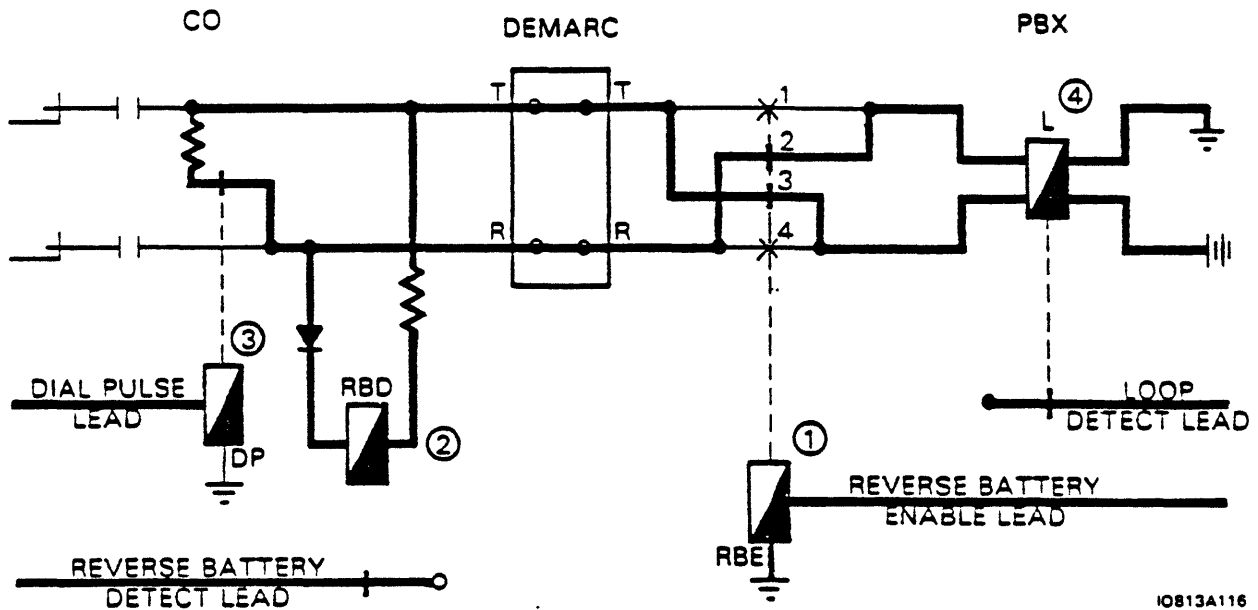 CO
DEMARC
PBX
T
T
1
2
3
4
L
④
R
R
③
DIAL PULSE
LEAD
DP
RBD
②
①
LOOP
DETECT LEAD
REVERSE BATTERY
ENABLE LEAD
RBE
REVERSE BATTERY
DETECT LEAD
IO813A116